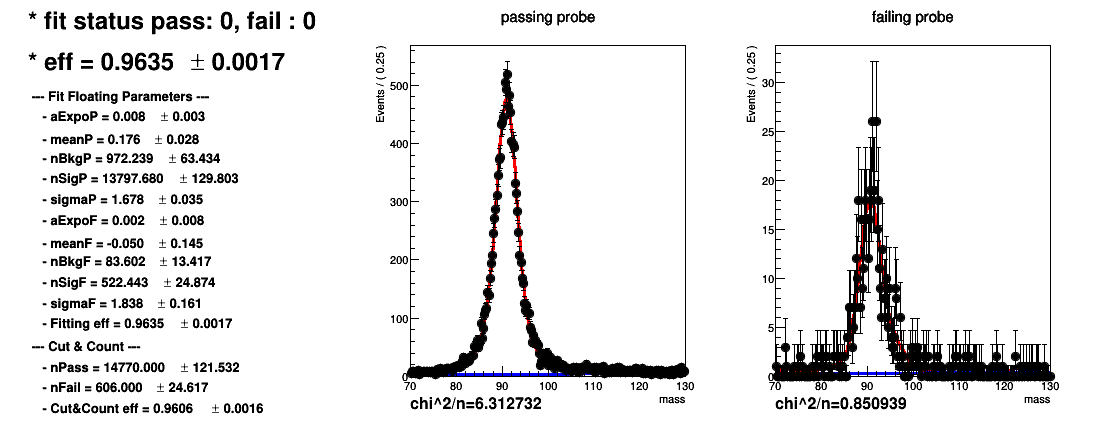 * fit status pass: 0, fail : 0
* eff = 0.9635 ± 0.0017
--- Fit Floating Parameters ---
- aExpoP = 0.008 ± 0.003
- meanP = 0.176 ± 0.028
- nBkgP = 972.239 ± 63.434
- nSigP = 13797.680 ± 129.803
- sigmaP = 1.678 ± 0.035
- aExpoF = 0.002 ± 0.008
- meanF = -0.050 ± 0.145
- nBkgF = 83.602 ± 13.417
- nSigF = 522.443 ± 24.874
- sigmaF = 1.838 ± 0.161
- Fitting eff = 0.9635 ± 0.0017
--- Cut & Count ---
- nPass = 14770.000 ± 121.532
- nFail = 606.000 ± 24.617
- Cut&Count eff = 0.9606 ± 0.0016
passing probe
Events / ( 0.25 )
500
400
300
200
100
0
70 80 90 100 110 120 130
mass
chi^2/n=6.312732
failing probe
Events / ( 0.25 )
30
25
20
15
10
5
0
70 80 90 100 110 120 130
mass
chi^2/n=0.850939